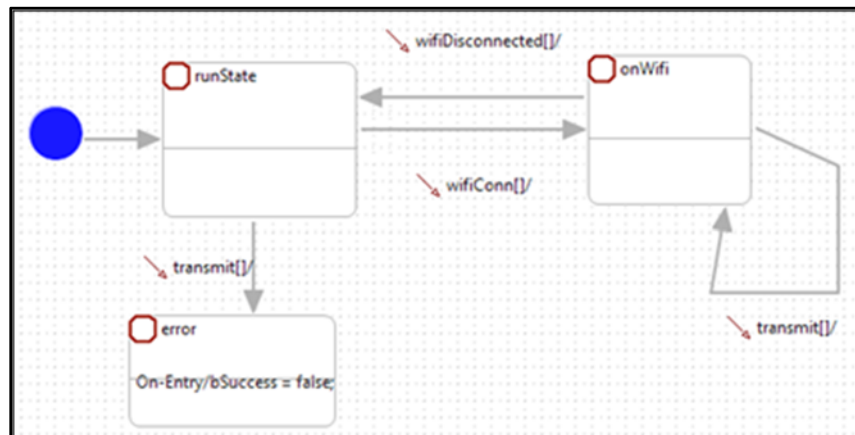 wifiDisconnected[]/
runState
onWifi
wifiConn[]/
transmit[]/
transmit[]/
error
On-Entry/bSuccess = false;